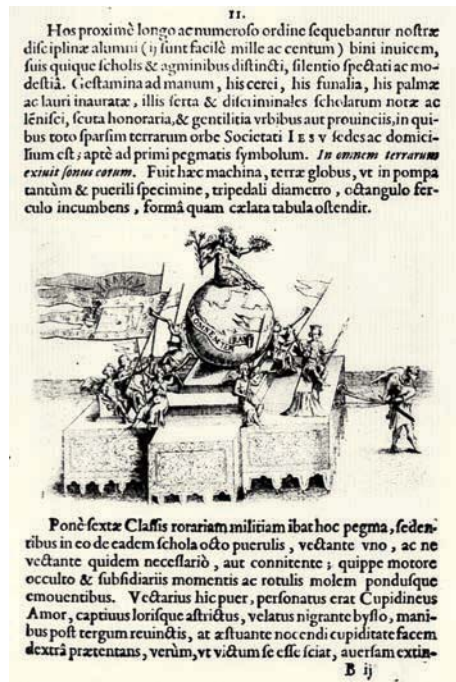 11.
Hos proximè longo ac numeroso ordine ſequebantur noſtræ
diſciplinæ alumni (ij ſunt facilè mille ac centum) bini inuicem,
ſuis quique ſcholis & agminibus diſtincti, ſilentio ſpectati ac mo-
deſtiâ. Geſtamina ad manum, his cerei, his funalia, his palmæ
ac lauri inauratæ, illis ſerta & diſcriminales ſcholarum notæ ac
lẽniſci, ſcuta honoraria, & gentilitia vrbibus aut prouinciis, in qui-
bus toto ſparſim terrarum orbe Societati IESV ſedes ac domici-
lium eſt; aptè ad primi pegmatis ſymbolum. In omnem terrarum
exiuit ſonus eorum. Fuit hæc machina, terræ globus, vt in pompa
tantùm & puerili ſpecimine, tripedali diametro, octangulo fer-
culo incumbens, formâ quam cælata tabula oſtendit.
IN OMNEM TERRAM
Ponè ſextæ Claſſis rorariam militiam ibat hoc pegma, ſeden-
tibus in eo de eadem ſchola octo puerulis, vectante vno, ac ne
vectante quidem neceſſariò, aut connitente; quippe motore
occulto & ſubſidiariis momentis ac rotulis molem pondusque
emouentibus. Vectarius hic puer, perſonatus erat Cupidineus
Amor, captiuus loriſque aſtrictus, velatus nigrante byſſo, mani-
bus poſt tergum reuinctis, at æſtuante nocendi cupiditate facem
dextrâ prætentans, verùm, vt victum ſe eſſe ſciat, auerſam extin-
B ij